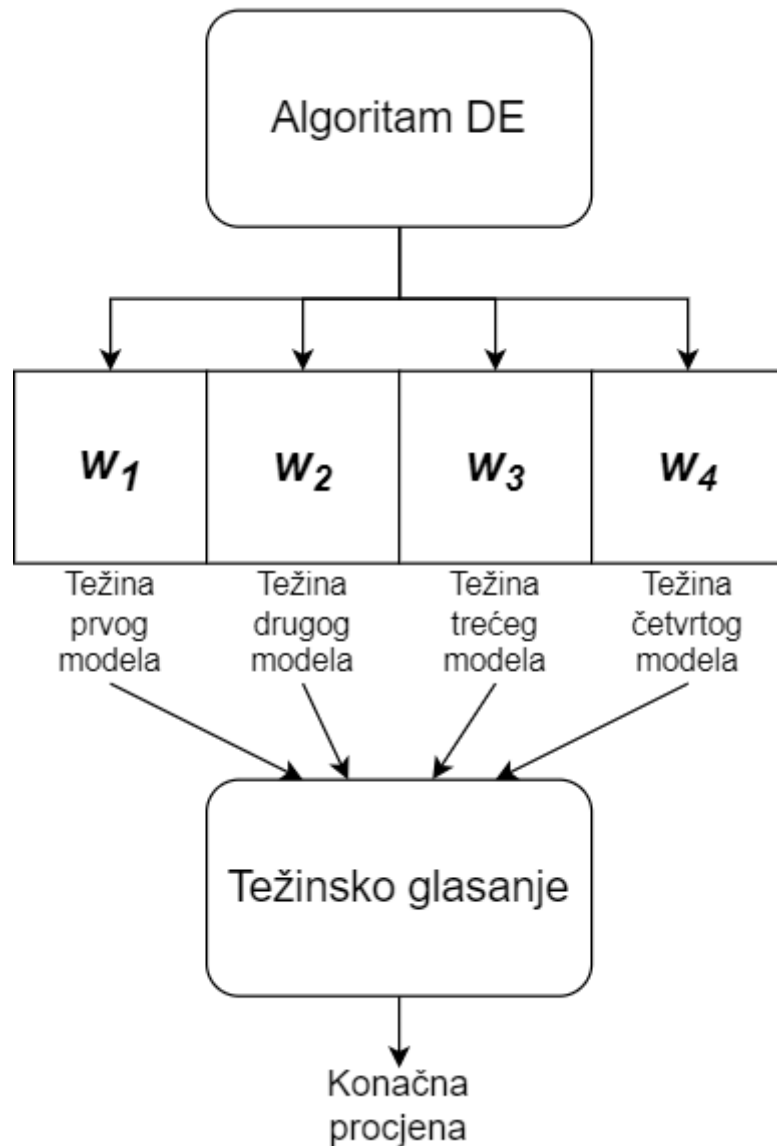 Algoritam DE
w1 w2 w3 w4
Težina
prvog
modela
Težina
drugog
modela
Težina
trećeg
modela
Težina
četvrtog
modela
Težinsko glasanje
Konačna
procjena